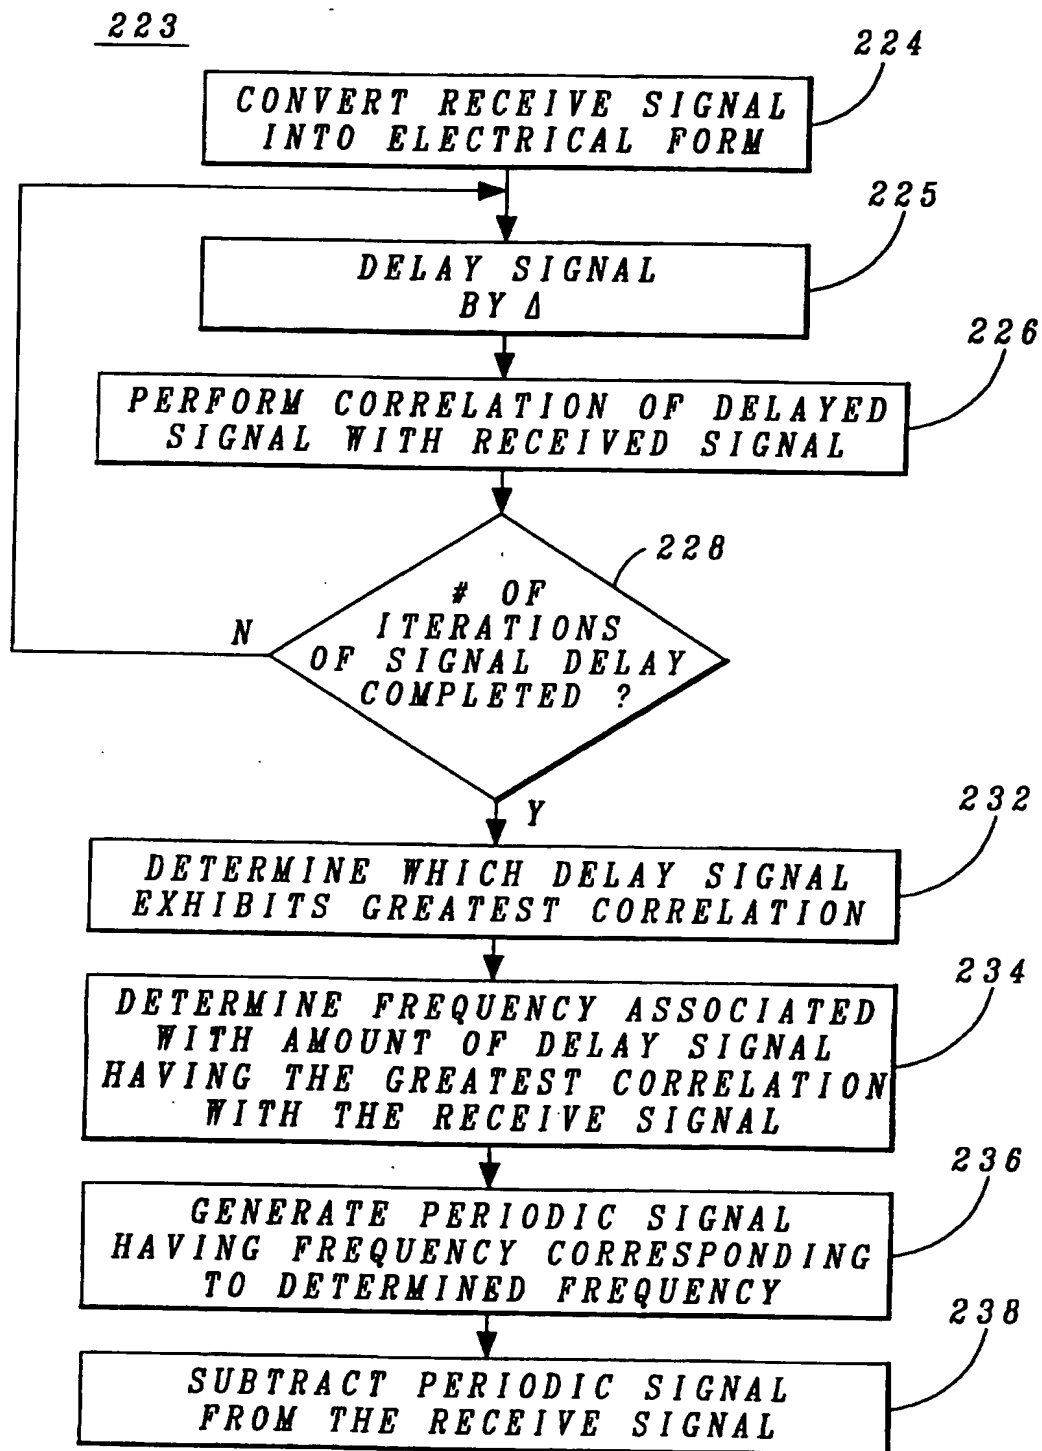 223
224
CONVERT RECEIVE SIGNAL
INTO ELECTRICAL FORM
225
DELAY SIGNAL
BY Δ
226
PERFORM CORRELATION OF DELAYED
SIGNAL WITH RECEIVED SIGNAL
228
# OF
ITERATIONS
OF SIGNAL DELAY
COMPLETED ?
N
Y
232
DETERMINE WHICH DELAY SIGNAL
EXHIBITS GREATEST CORRELATION
234
DETERMINE FREQUENCY ASSOCIATED
WITH AMOUNT OF DELAY SIGNAL
HAVING THE GREATEST CORRELATION
WITH THE RECEIVE SIGNAL
236
GENERATE PERIODIC SIGNAL
HAVING FREQUENCY CORRESPONDING
TO DETERMINED FREQUENCY
238
SUBTRACT PERIODIC SIGNAL
FROM THE RECEIVE SIGNAL